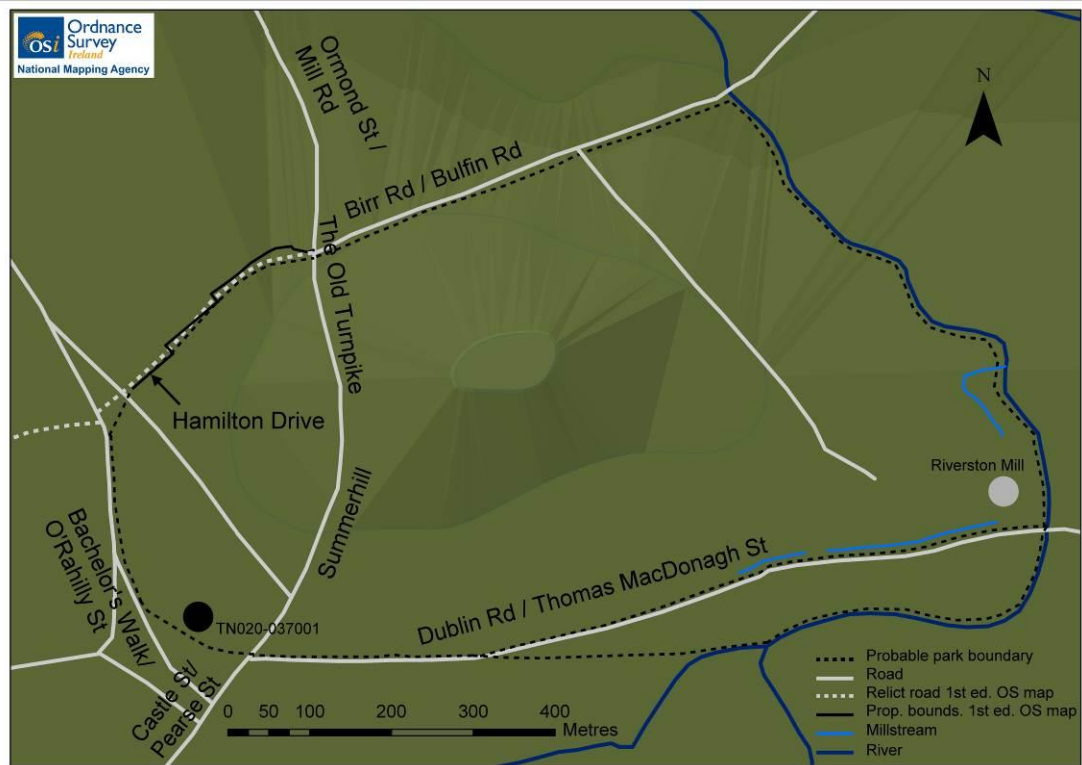 OSi Ordnance
Survey
Ireland
National Mapping Agency
N
Ormond St /
Mill Rd
Birr Rd / Bulfin Rd
The Old Turnpike
Hamilton Drive
Summerhill
Riverston Mill
Bachelor's Walk/
O'Rahilly St
TN020-037001
Dublin Rd / Thomas MacDonagh St
Castle St/
Pearse St
0 50 100 200 300 400
Metres
Probable park boundary
Road
Relict road 1st ed. OS map
Prop. bounds. 1st ed. OS map
Millstream
River